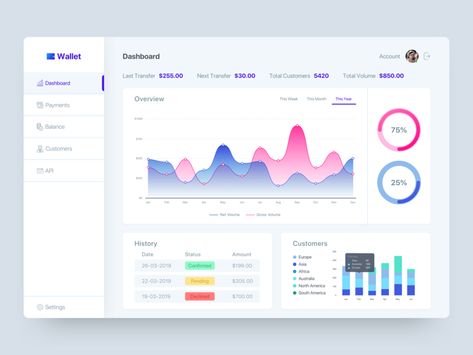 Wallet
Dashboard
Payments
Balance
Customers
API
Settings
Dashboard
Account
Last Transfer $255.00 Next Transfer $30.00 Total Customers 5420 Total Volume $850.00
Overview This Week This Month This Year
75%
25%
Net Volume Gross Volume
History
Date Status Amount
26-03-2019 Confirmed $199.00
22-03-2019 Pending $205.00
19-03-2019 Declined $700.00
Customers
Europe
Asia
Africa
Australia
North America
South America